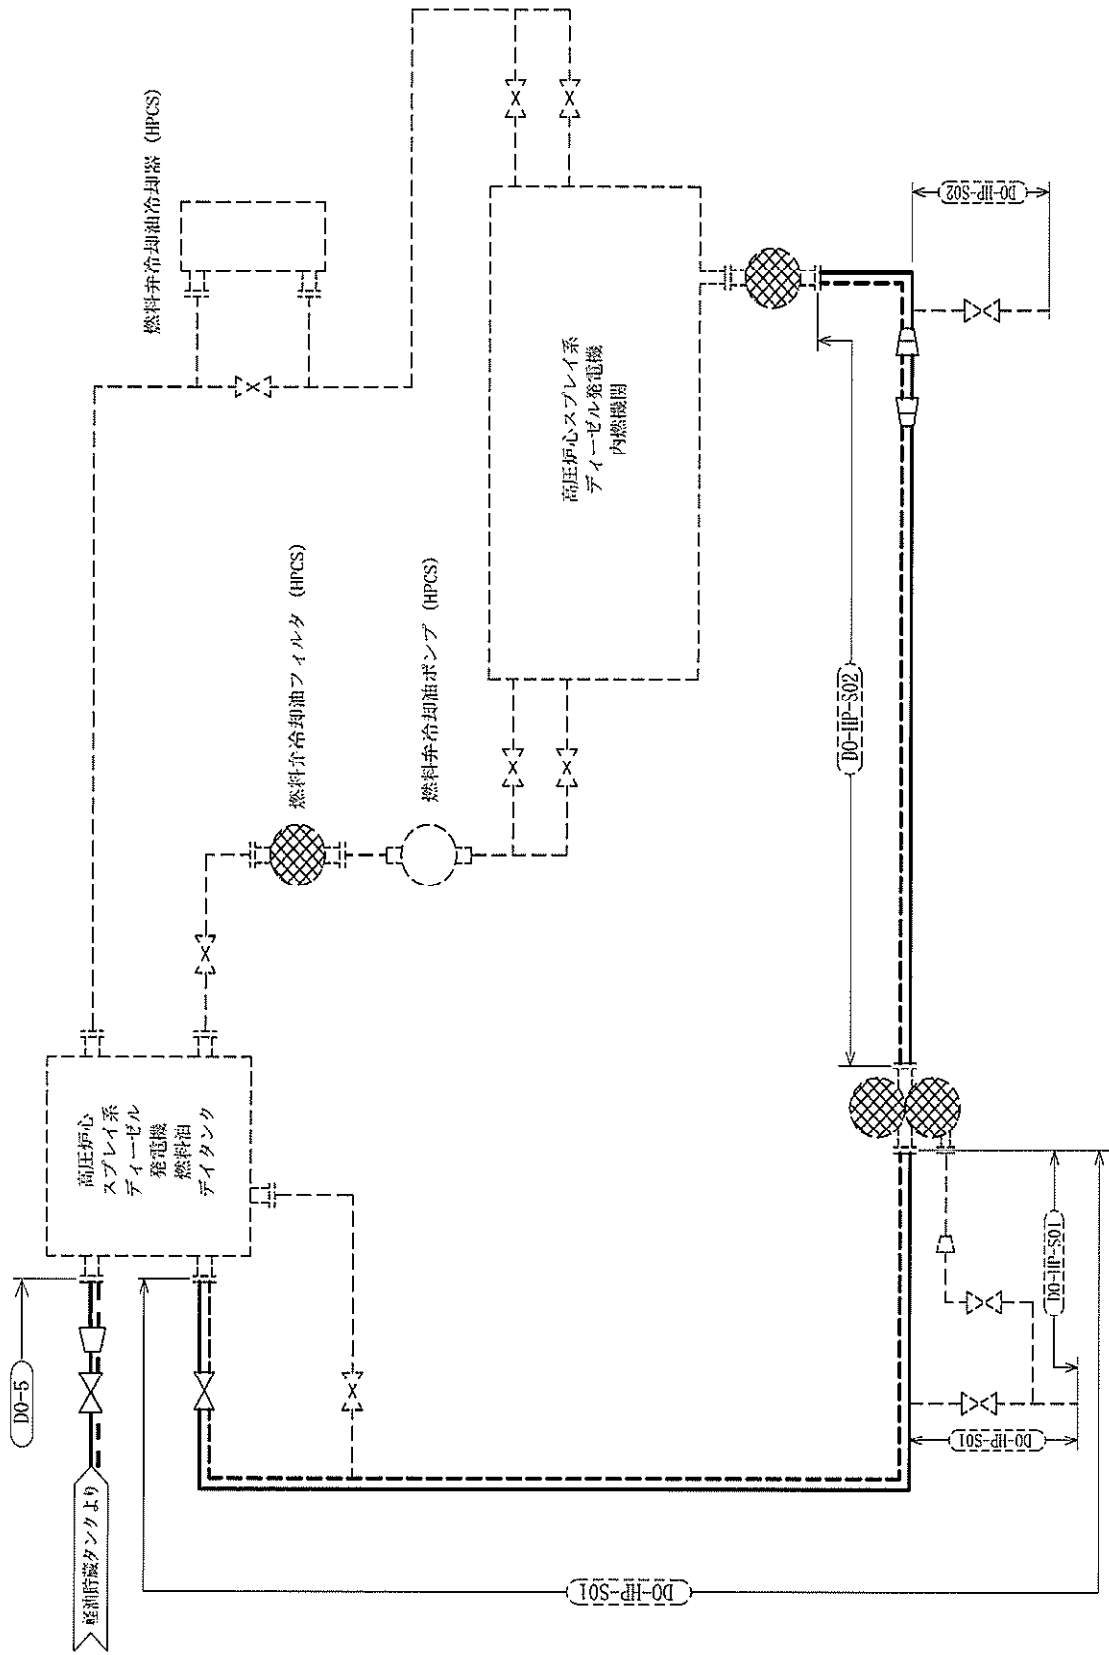 燃料弁冷却油冷却器 (HPCS)
DO-HP-S02
高圧炉心スプレイ系
ディーゼル発電機
内燃機関
燃料弁冷却油フィルタ (HPCS)
燃料弁冷却油ポンプ (HPCS)
DO-HP-S02
高圧炉心
スプレイ系
ディーゼル
発電機
燃料油
デイタンク
DO-5
軽油貯蔵タンクより
DO-HP-S01
DO-HP-S01
DO-HP-S01